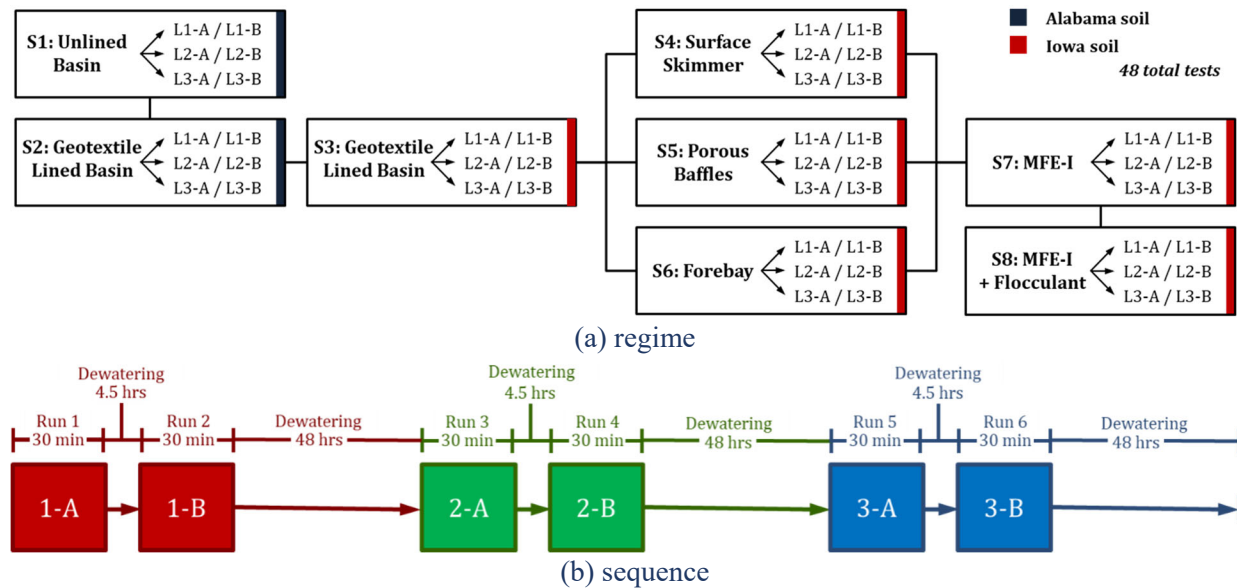 S1: Unlined
Basin
L1-A / L1-B
L2-A / L2-B
L3-A / L3-B
S2: Geotextile
Lined Basin
L1-A / L1-B
L2-A / L2-B
L3-A / L3-B
S3: Geotextile
Lined Basin
L1-A / L1-B
L2-A / L2-B
L3-A / L3-B
S4: Surface
Skimmer
L1-A / L1-B
L2-A / L2-B
L3-A / L3-B
S5: Porous
Baffles
L1-A / L1-B
L2-A / L2-B
L3-A / L3-B
S6: Forebay
L1-A / L1-B
L2-A / L2-B
L3-A / L3-B
Alabama soil
Iowa soil
48 total tests
S7: MFE-I
L1-A / L1-B
L2-A / L2-B
L3-A / L3-B
S8: MFE-I
+ Flocculant
L1-A / L1-B
L2-A / L2-B
L3-A / L3-B
(a) regime
Dewatering
4.5 hrs
Run 1
30 min
Run 2
30 min
Dewatering
48 hrs
Dewatering
4.5 hrs
Run 3
30 min
Run 4
30 min
Dewatering
48 hrs
Dewatering
4.5 hrs
Run 5
30 min
Run 6
30 min
Dewatering
48 hrs
1-A
1-B
2-A
2-B
3-A
3-B
(b) sequence